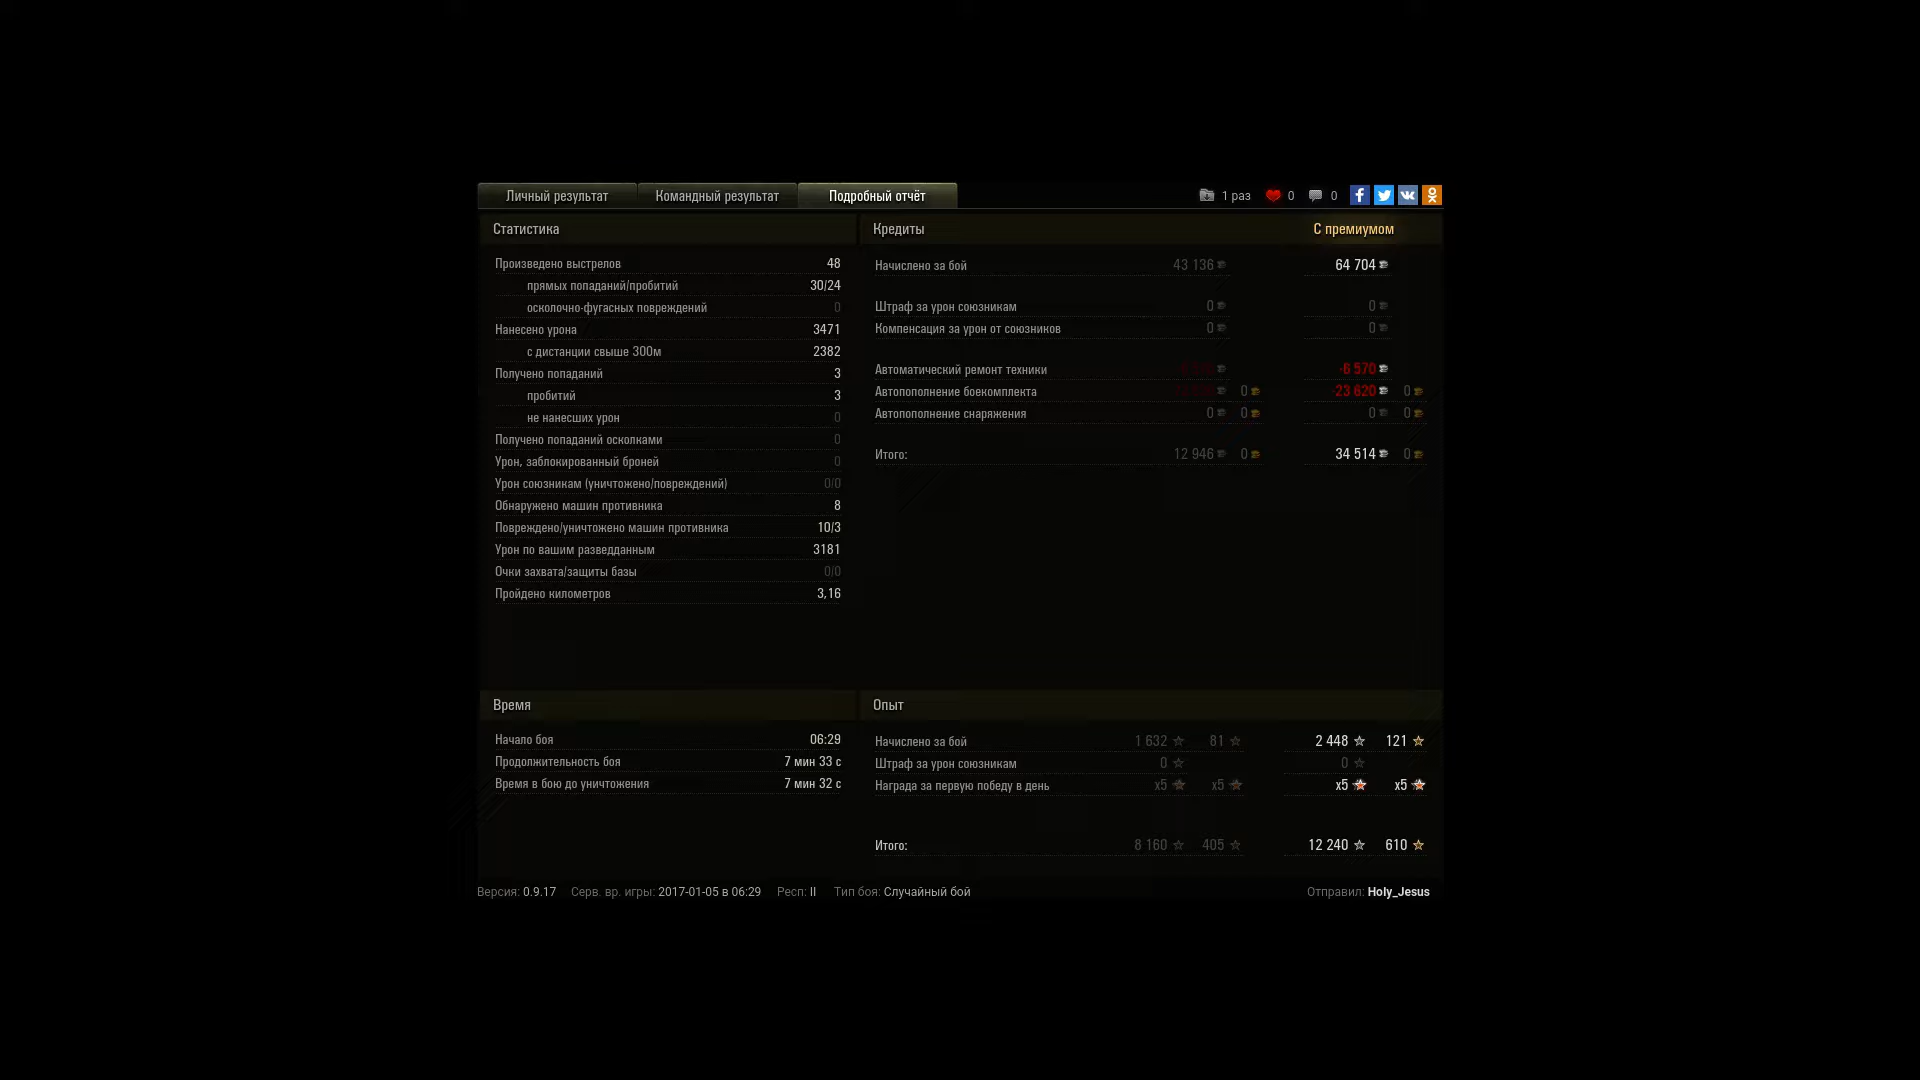 Личный результат Командный результат Подробный отчёт 1 раз 0 0
Статистика
Произведено выстрелов 48
прямых попаданий/пробитий 30/24
осколочно-фугасных повреждений 0
Нанесено урона 3471
с дистанции свыше 300м 2382
Получено попаданий 3
пробитий 3
не нанесших урон 0
Получено попаданий осколками 0
Урон, заблокированный броней 0
Урон союзникам (уничтожено/повреждений) 0/0
Обнаружено машин противника 8
Повреждено/уничтожено машин противника 10/3
Урон по вашим разведданным 3181
Очки захвата/защиты базы 0/0
Пройдено километров 3,16
Кредиты С премиумом
Начислено за бой 43 136 64 704
Штраф за урон союзникам 0 0
Компенсация за урон от союзников 0 0
Автоматический ремонт техники -6 570
Автопополнение боекомплекта 0 -23 620 0
Автопополнение снаряжения 0 0 0 0
Итого: 12 946 0 34 514 0
Время
Начало боя 06:29
Продолжительность боя 7 мин 33 с
Время в бою до уничтожения 7 мин 32 с
Опыт
Начислено за бой 1 632 81 2 448 121
Штраф за урон союзникам 0 0
Награда за первую победу в день x5 x5 x5 x5
Итого: 8 160 405 12 240 610
Версия: 0.9.17 Серв. вр. игры: 2017-01-05 в 06:29 Респ: II Тип боя: Случайный бой Отправил: Holy_Jesus